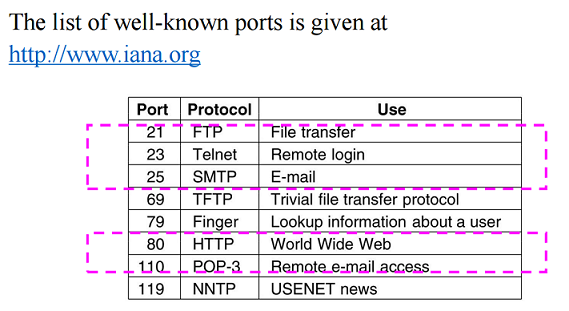 The list of well-known ports is given at
http://www.iana.org
Port Protocol Use
21 FTP File transfer
23 Telnet Remote login
25 SMTP E-mail
69 TFTP Trivial file transfer protocol
79 Finger Lookup information about a user
80 HTTP World Wide Web
110 POP-3 Remote e-mail access
119 NNTP USENET news